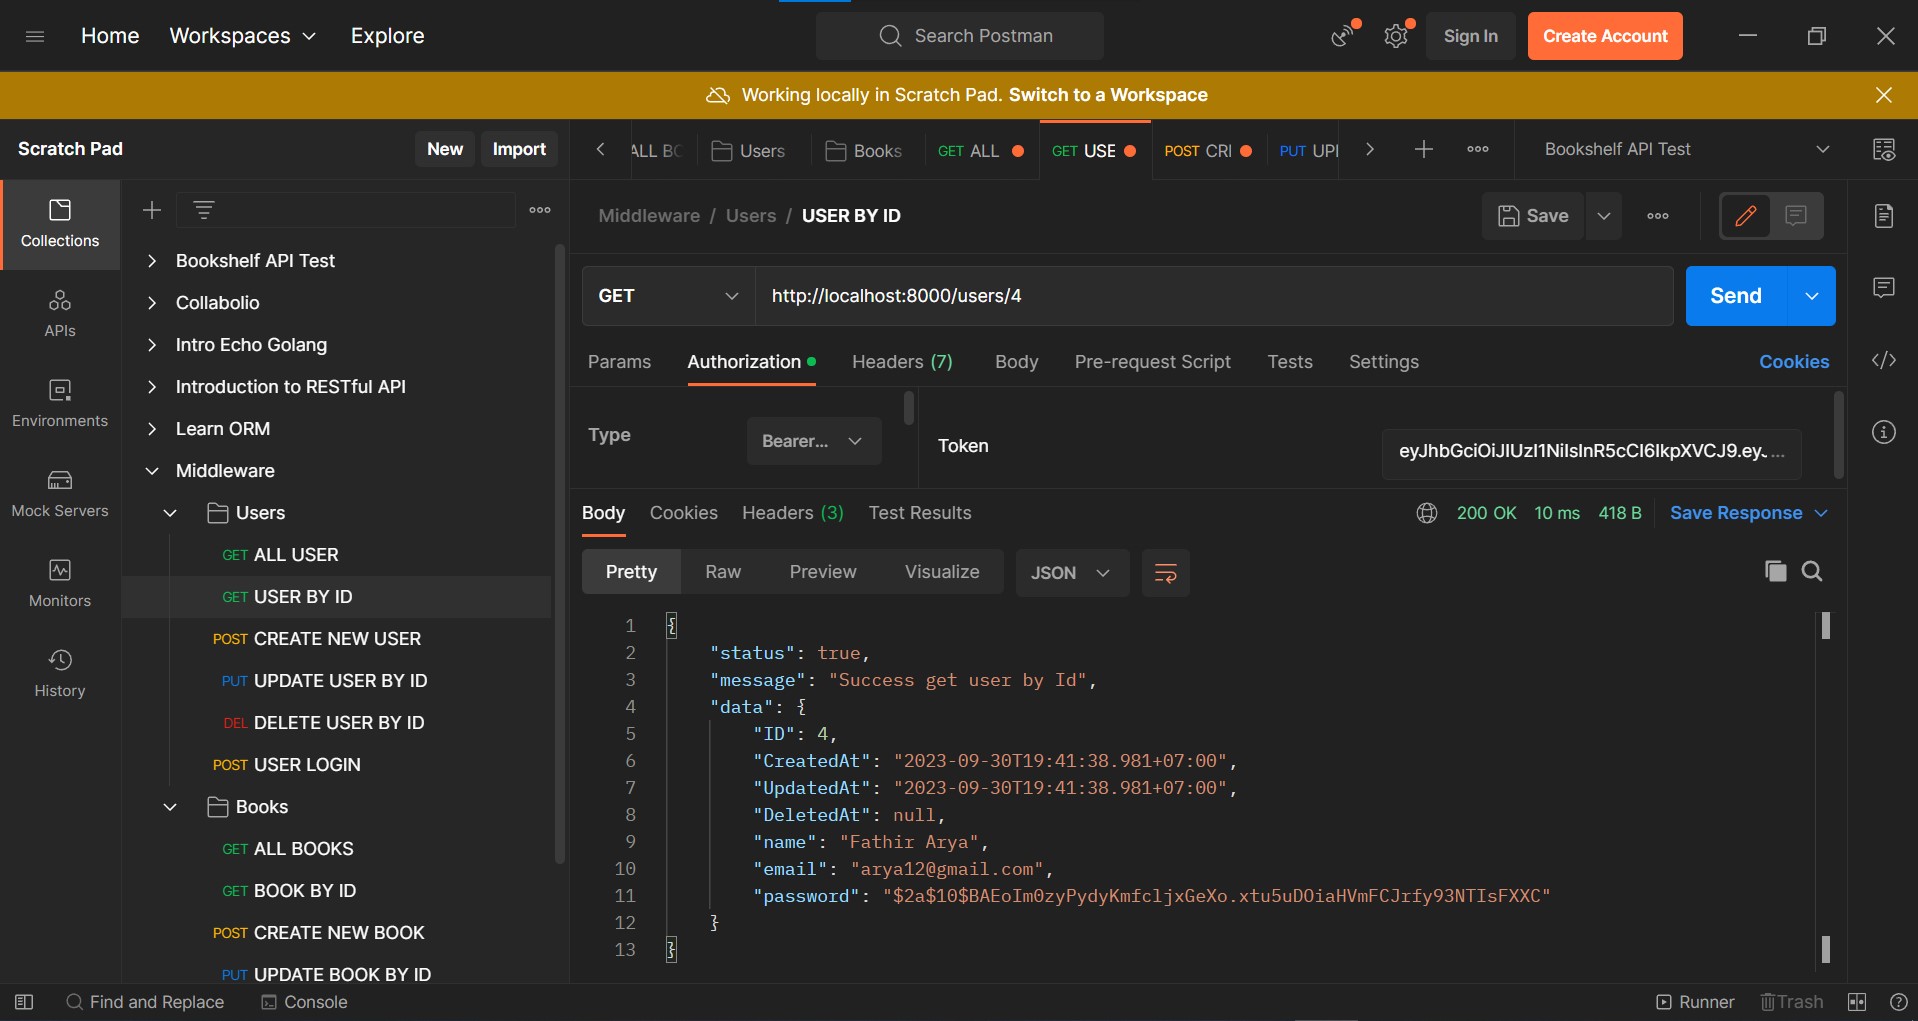 Home Workspaces Explore Search Postman Sign In Create Account
Working locally in Scratch Pad. Switch to a Workspace
Scratch Pad New Import
ALL BO Users Books GET ALL GET USE POST CRI PUT UPI Bookshelf API Test
Collections
APIs
Environments
Mock Servers
Monitors
History
Bookshelf API Test
Collabolio
Intro Echo Golang
Introduction to RESTful API
Learn ORM
Middleware
Users
GET ALL USER
GET USER BY ID
POST CREATE NEW USER
PUT UPDATE USER BY ID
DEL DELETE USER BY ID
POST USER LOGIN
Books
GET ALL BOOKS
GET BOOK BY ID
POST CREATE NEW BOOK
PUT UPDATE BOOK BY ID
Middleware / Users / USER BY ID Save
GET http://localhost:8000/users/4 Send
Params Authorization Headers (7) Body Pre-request Script Tests Settings Cookies
Type Bearer... Token eyJhbGciOiJIUzI1NiIsInR5cCI6IkpXVCJ9.eyJ...
Body Cookies Headers (3) Test Results 200 OK 10 ms 418 B Save Response
Pretty Raw Preview Visualize JSON
1 {
2 "status": true,
3 "message": "Success get user by Id",
4 "data": {
5 "ID": 4,
6 "CreatedAt": "2023-09-30T19:41:38.981+07:00",
7 "UpdatedAt": "2023-09-30T19:41:38.981+07:00",
8 "DeletedAt": null,
9 "name": "Fathir Arya",
10 "email": "arya12@gmail.com",
11 "password": "$2a$10$BAEoIm0zyPydyKmfcljxGeXo.xtu5uDOiaHVmFCJrfy93NTIsFXXC"
12 }
13 }
Find and Replace Console Runner Trash